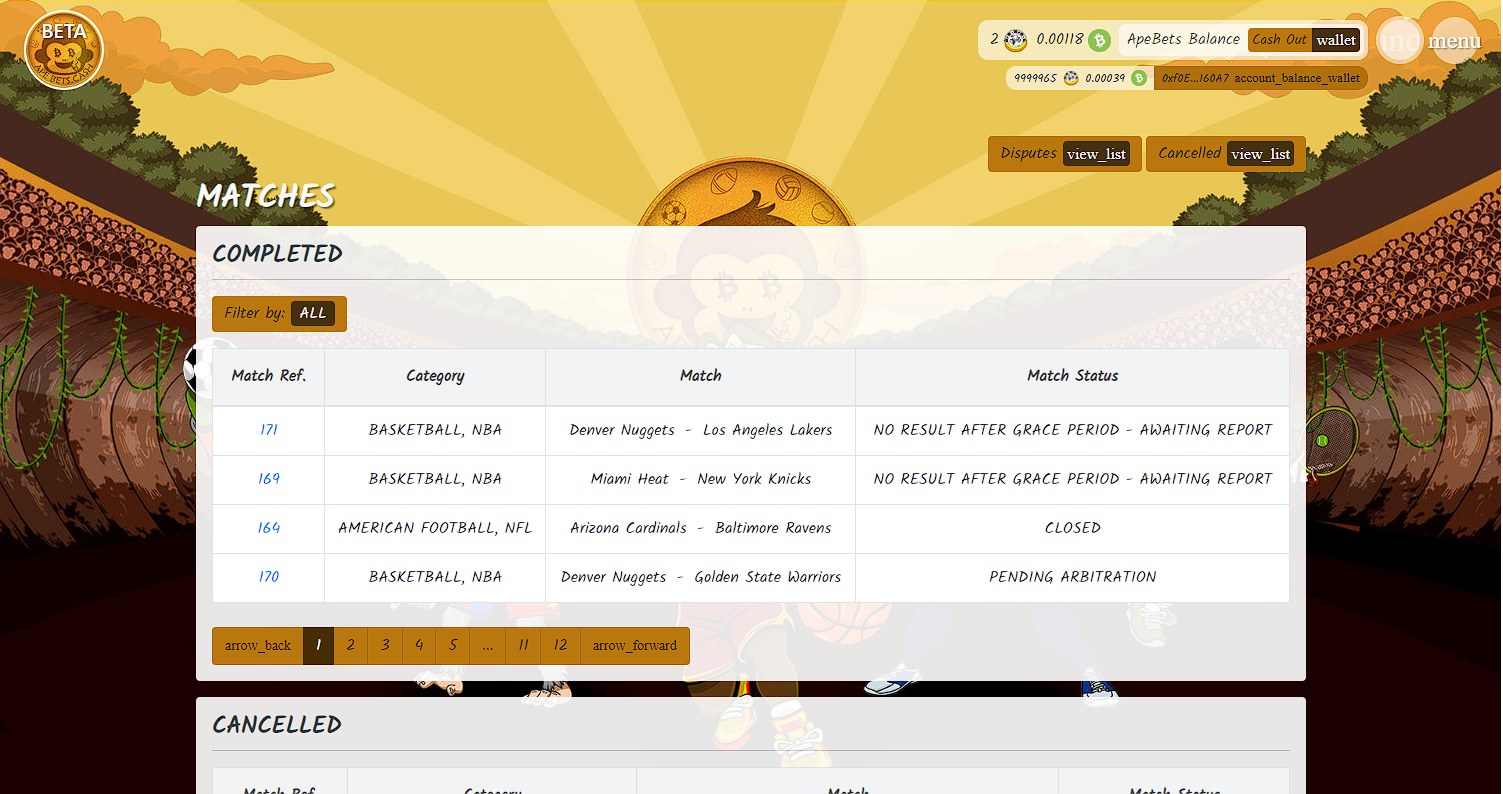 BETA
APE BETS.CASH
2 0.00118 ApeBets Balance Cash Out wallet
menu
9999965 0.00039 0xf0E...160A7 account_balance_wallet
Disputes view_list Cancelled view_list
MATCHES
COMPLETED
Filter by: ALL
Match Ref. Category Match Match Status
171 BASKETBALL, NBA Denver Nuggets - Los Angeles Lakers NO RESULT AFTER GRACE PERIOD - AWAITING REPORT
169 BASKETBALL, NBA Miami Heat - New York Knicks NO RESULT AFTER GRACE PERIOD - AWAITING REPORT
164 AMERICAN FOOTBALL, NFL Arizona Cardinals - Baltimore Ravens CLOSED
170 BASKETBALL, NBA Denver Nuggets - Golden State Warriors PENDING ARBITRATION
arrow_back 1 2 3 4 5 ... 11 12 arrow_forward
CANCELLED
Match Ref. Category Match Match Status